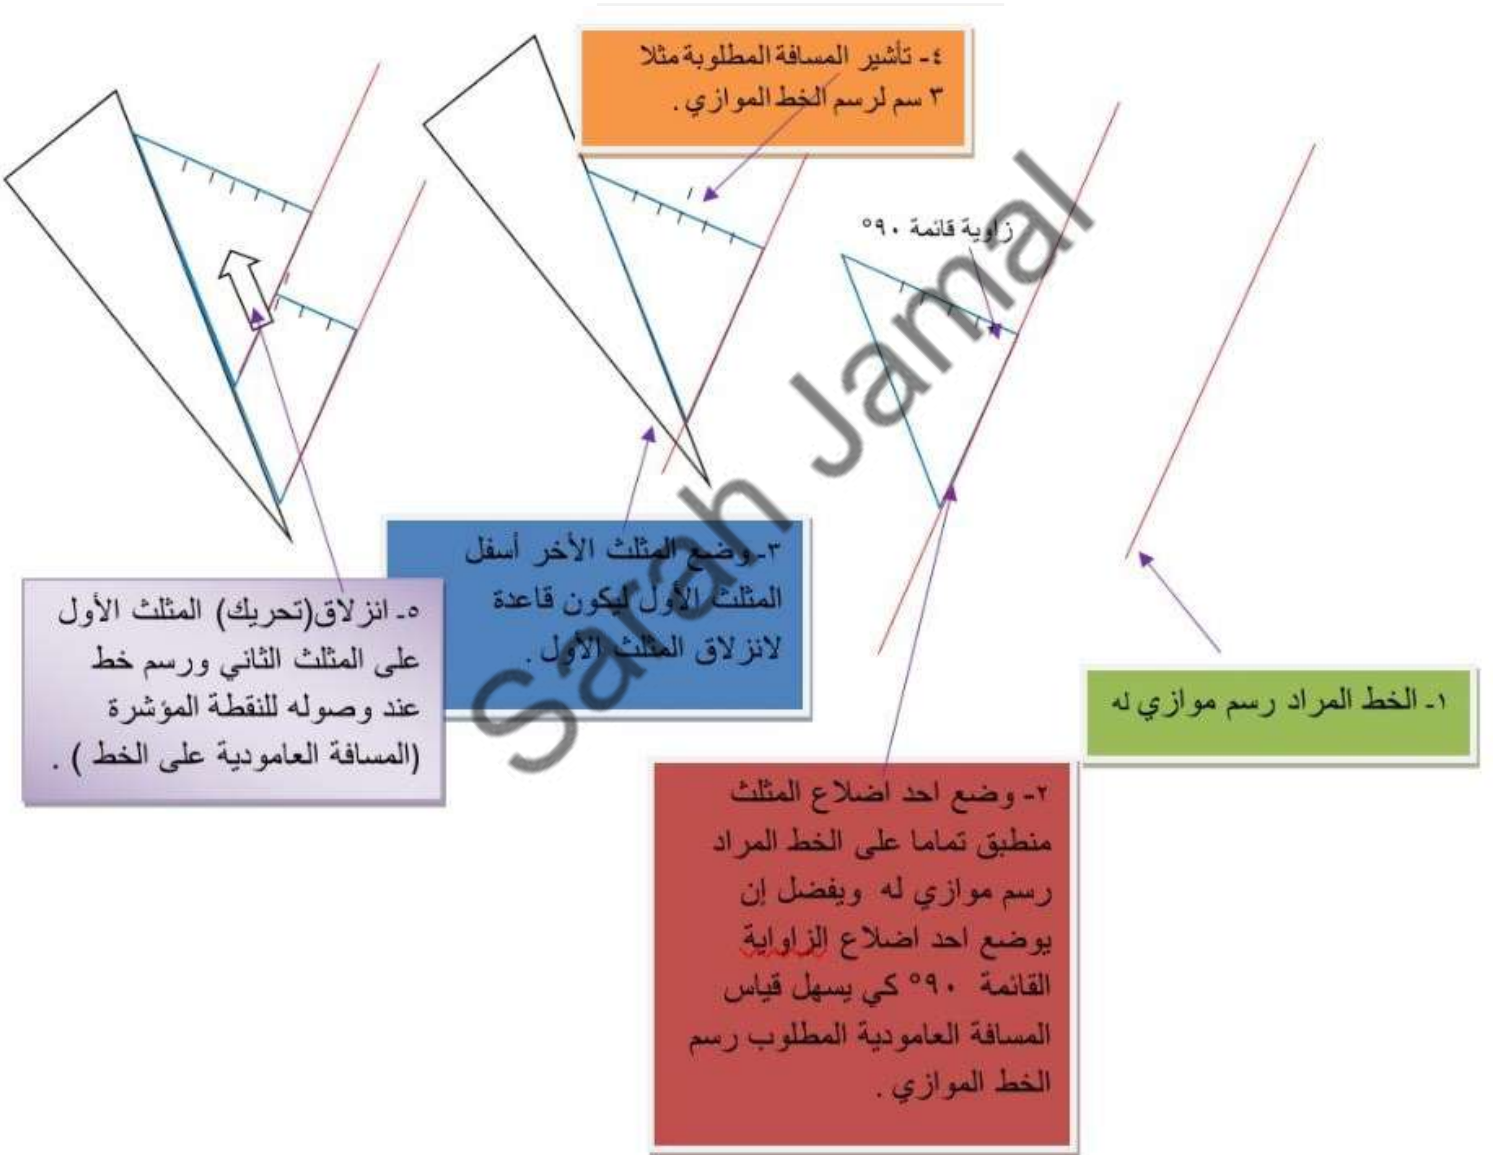 ١- الخط المراد رسم موازي له
زاوية قائمة ٩٠°
٢- وضع احد اضلاع المثلث
منطبق تماما على الخط المراد
رسم موازي له ويفضل إن
يوضع احد اضلاع الزاواية
القائمة ٩٠° كي يسهل قياس
المسافة العامودية المطلوب رسم
الخط الموازي .
٣- وضع المثلث الأخر أسفل
المثلث الأول ليكون قاعدة
لانزلاق المثلث الأول .
٤- تأشير المسافة المطلوبة مثلا
٣ سم لرسم الخط الموازي .
٥- انزلاق(تحريك) المثلث الأول
على المثلث الثاني ورسم خط
عند وصوله للنقطة المؤشرة
(المسافة العامودية على الخط ) .
Sarah Jamal